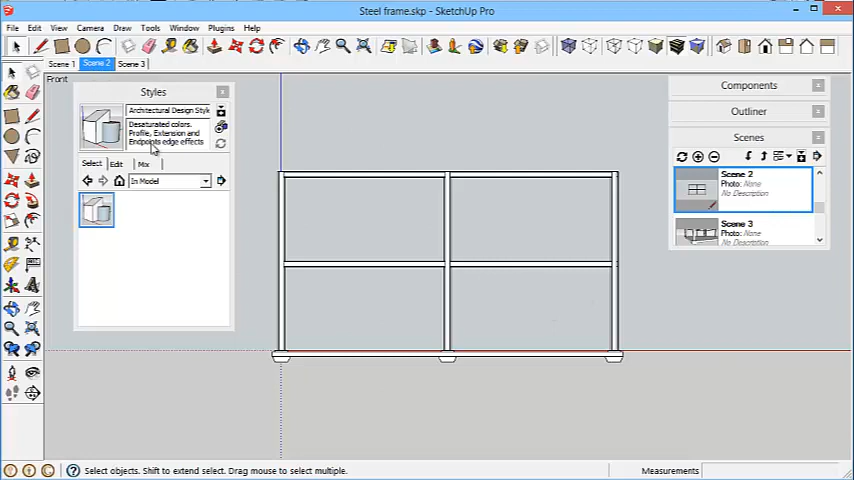 Steel frame.skp - SketchUp Pro
File Edit View Camera Draw Tools Window Plugins Help
Scene 1 Scene 2 Scene 3
Front
Styles
Architectural Design Style
Desaturated colors.
Profile, Extension and
Endpoints edge effects
Select Edit Mix
In Model
Components
Outliner
Scenes
Scene 2
Photo: None
No Description
Scene 3
Photo: None
No Description
Select objects. Shift to extend select. Drag mouse to select multiple.
Measurements